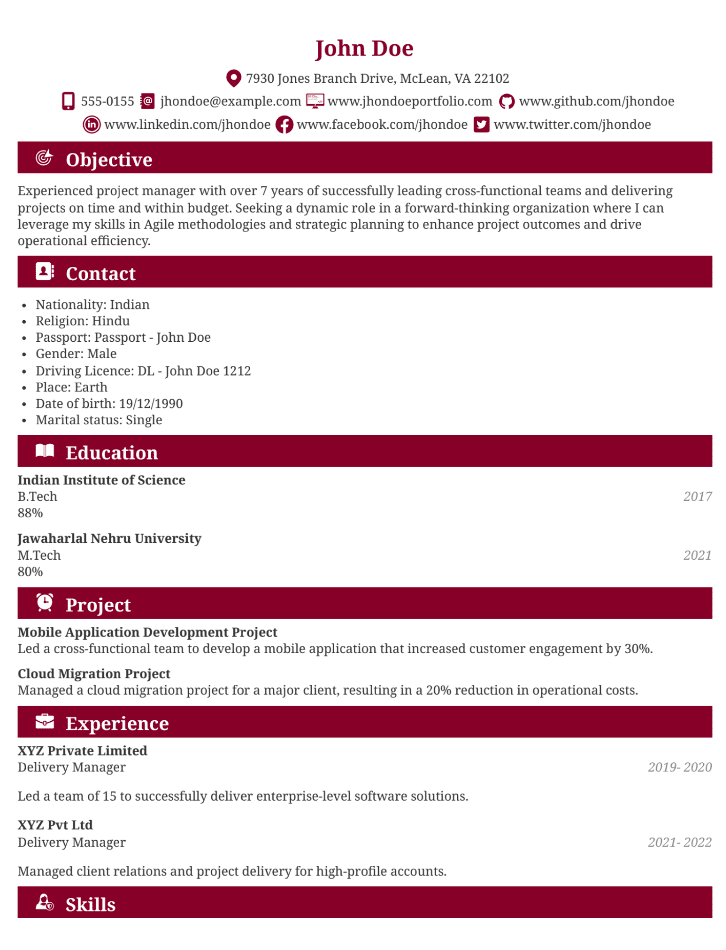 John Doe
7930 Jones Branch Drive, McLean, VA 22102
555-0155 jhondoe@example.com www.jhondoeportfolio.com www.github.com/jhondoe
www.linkedin.com/jhondoe www.facebook.com/jhondoe www.twitter.com/jhondoe
Objective
Experienced project manager with over 7 years of successfully leading cross-functional teams and delivering
projects on time and within budget. Seeking a dynamic role in a forward-thinking organization where I can
leverage my skills in Agile methodologies and strategic planning to enhance project outcomes and drive
operational efficiency.
Contact
• Nationality: Indian
• Religion: Hindu
• Passport: Passport - John Doe
• Gender: Male
• Driving Licence: DL - John Doe 1212
• Place: Earth
• Date of birth: 19/12/1990
• Marital status: Single
Education
Indian Institute of Science
B.Tech 2017
88%
Jawaharlal Nehru University
M.Tech 2021
80%
Project
Mobile Application Development Project
Led a cross-functional team to develop a mobile application that increased customer engagement by 30%.
Cloud Migration Project
Managed a cloud migration project for a major client, resulting in a 20% reduction in operational costs.
Experience
XYZ Private Limited
Delivery Manager 2019- 2020
Led a team of 15 to successfully deliver enterprise-level software solutions.
XYZ Pvt Ltd
Delivery Manager 2021- 2022
Managed client relations and project delivery for high-profile accounts.
Skills